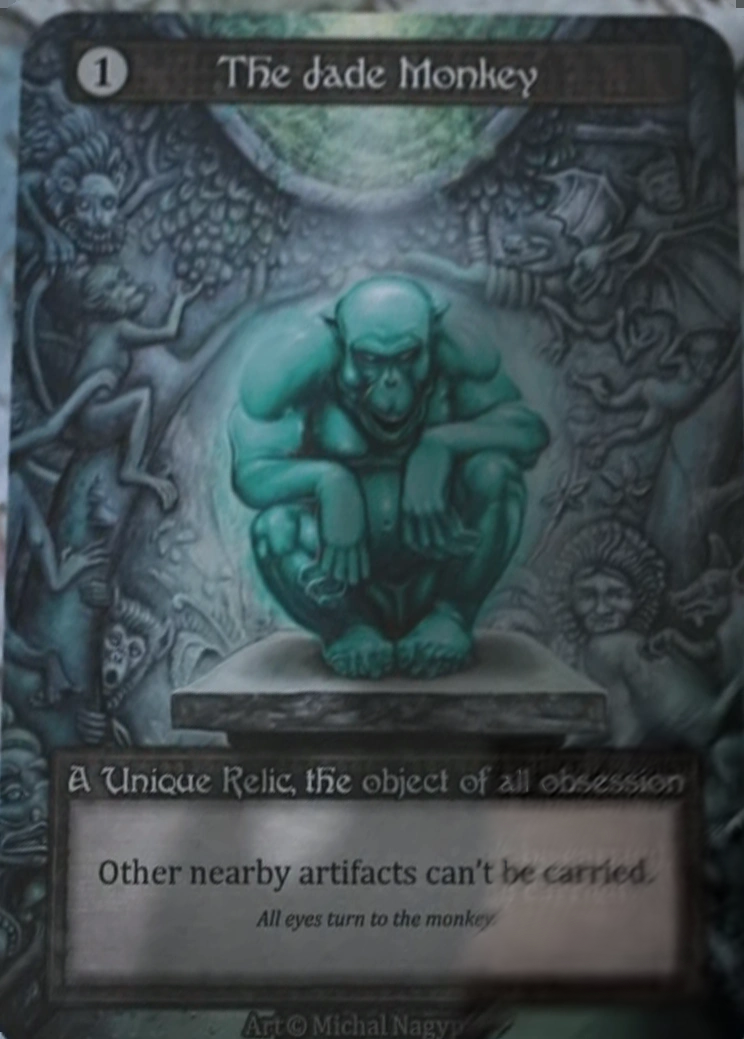 1
The Jade Monkey
A Unique Relic, the object of all obsession
Other nearby artifacts can't be carried.
All eyes turn to the monkey.
Art © Michal Nagyp